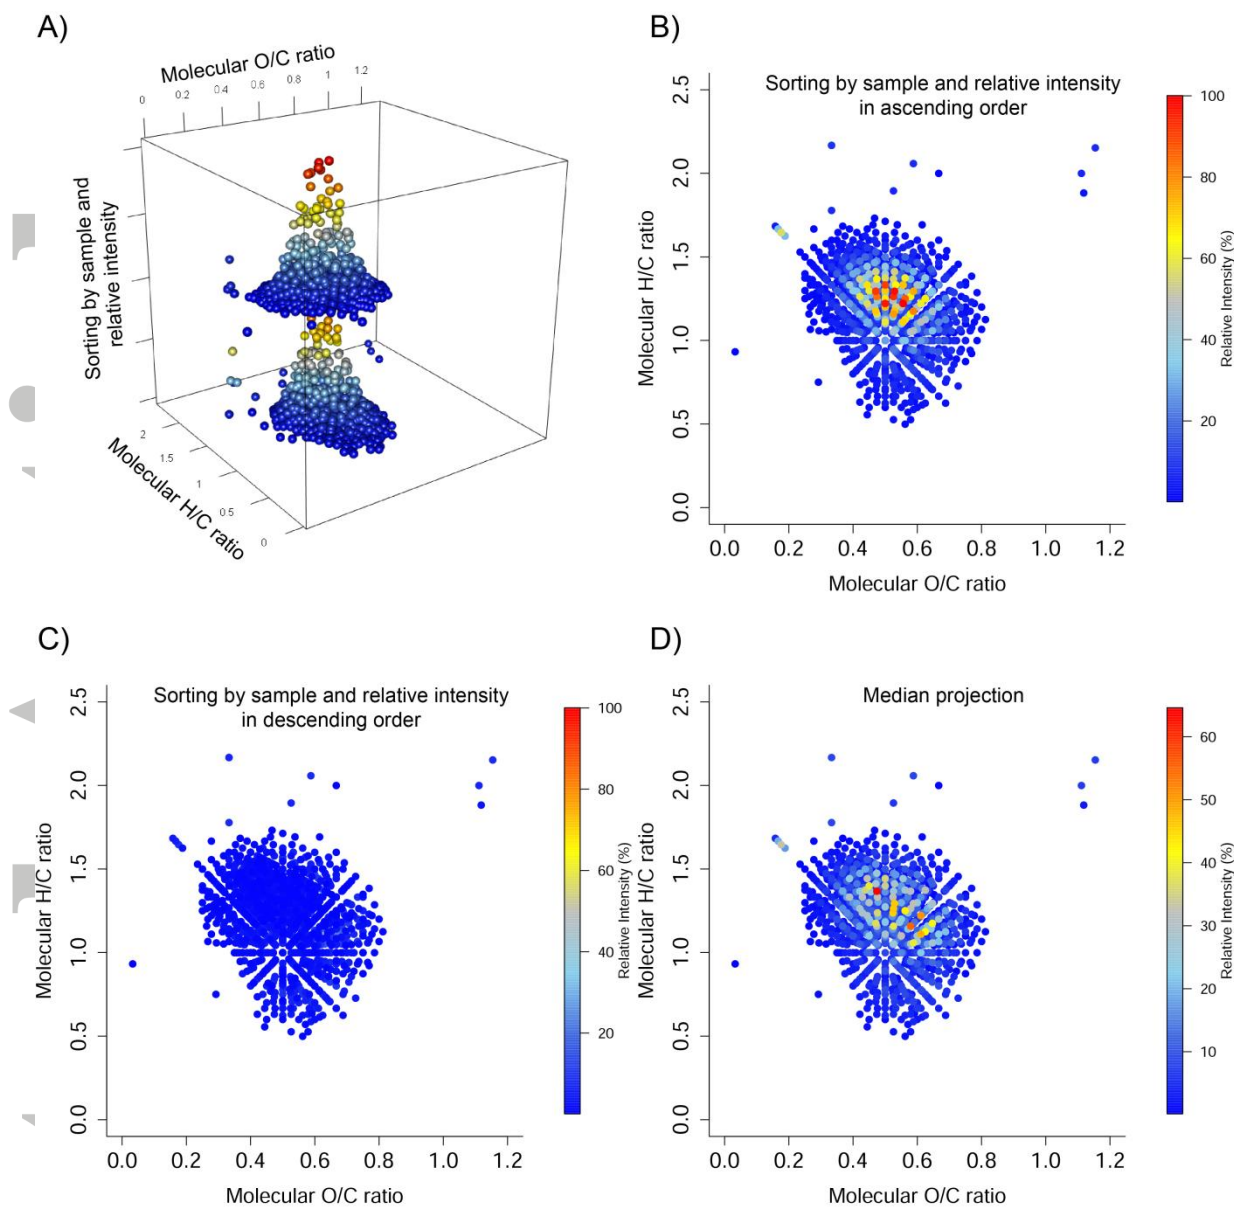 A)
Molecular O/C ratio
0 0.2 0.4 0.6 0.8 1 1.2
Sorting by sample and
relative intensity
2 1.5 1 0.5 0
Molecular H/C ratio
B)
Sorting by sample and relative intensity
in ascending order
Molecular H/C ratio
2.5
2.0
1.5
1.0
0.5
0.0
0.0 0.2 0.4 0.6 0.8 1.0 1.2
Molecular O/C ratio
100
80
60
40
20
Relative Intensity (%)
C)
Sorting by sample and relative intensity
in descending order
Molecular H/C ratio
2.5
2.0
1.5
1.0
0.5
0.0
0.0 0.2 0.4 0.6 0.8 1.0 1.2
Molecular O/C ratio
100
80
60
40
20
Relative Intensity (%)
D)
Median projection
Molecular H/C ratio
2.5
2.0
1.5
1.0
0.5
0.0
0.0 0.2 0.4 0.6 0.8 1.0 1.2
Molecular O/C ratio
60
50
40
30
20
10
Relative Intensity (%)